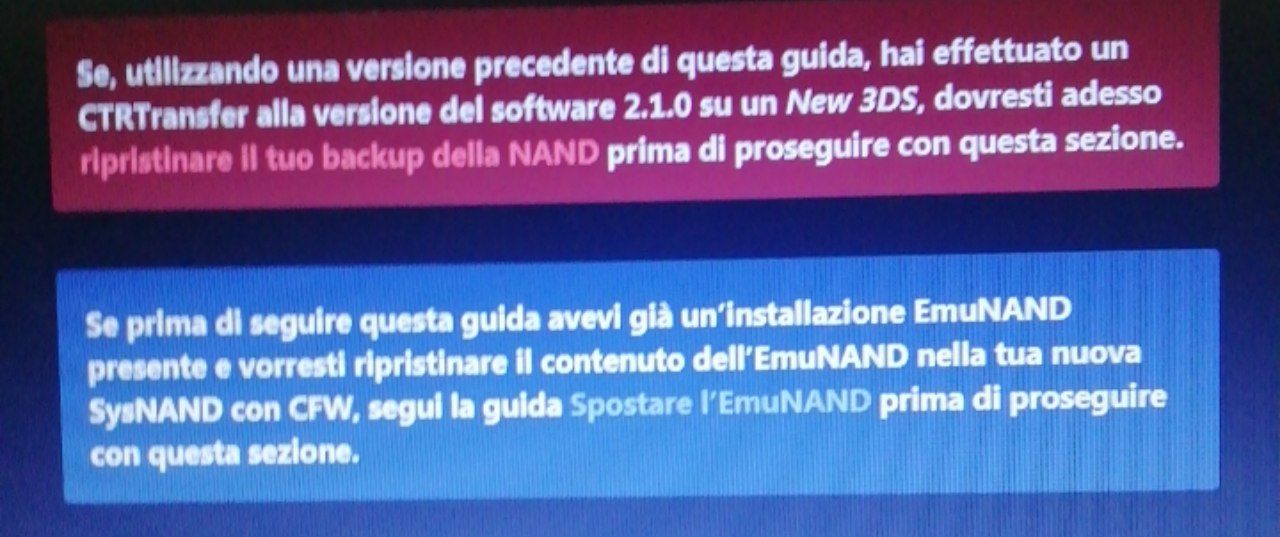 Se, utilizzando una versione precedente di questa guida, hai effettuato un
CTRTransfer alla versione del software 2.1.0 su un New 3DS, dovresti adesso
ripristinare il tuo backup della NAND prima di proseguire con questa sezione.
Se prima di seguire questa guida avevi già un'installazione EmuNAND
presente e vorresti ripristinare il contenuto dell'EmuNAND nella tua nuova
SysNAND con CFW, segui la guida Spostare l'EmuNAND prima di proseguire
con questa sezione.